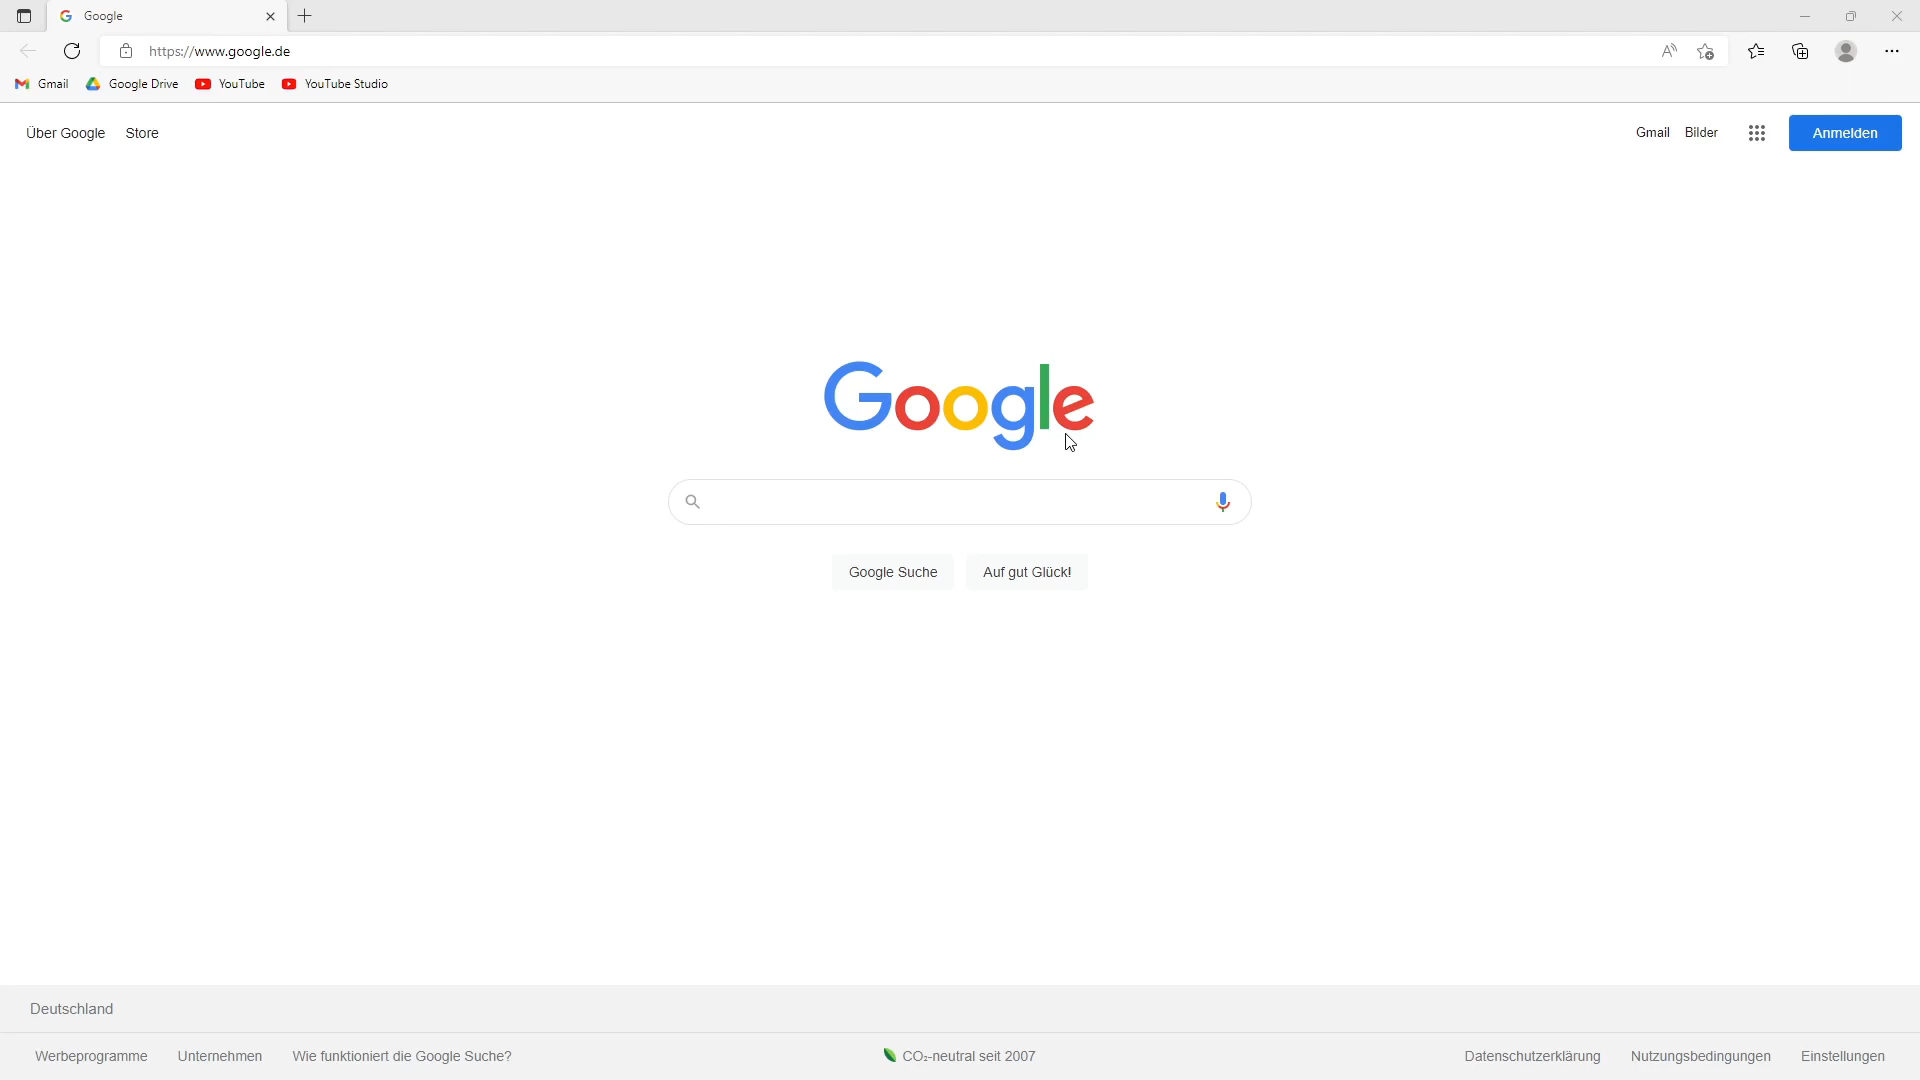 Google
https://www.google.de
Gmail Google Drive YouTube YouTube Studio
Über Google Store Gmail Bilder Anmelden
Google
Google Suche Auf gut Glück!
Deutschland
Werbeprogramme Unternehmen Wie funktioniert die Google Suche? CO₂-neutral seit 2007 Datenschutzerklärung Nutzungsbedingungen Einstellungen